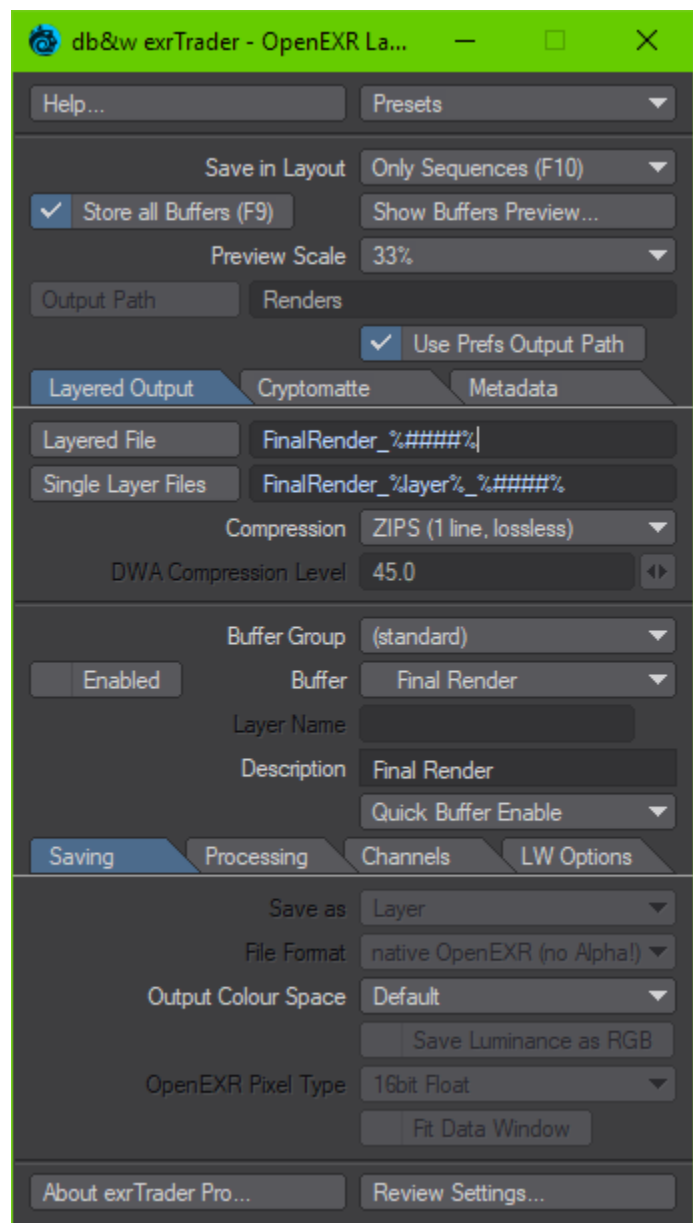 db&w exrTrader - OpenEXR La...
Help... Presets
Save in Layout Only Sequences (F10)
Store all Buffers (F9) Show Buffers Preview...
Preview Scale 33%
Output Path Renders
Use Prefs Output Path
Layered Output Cryptomatte Metadata
Layered File FinalRender_%####%
Single Layer Files FinalRender_%layer%_%####%
Compression ZIPS (1 line, lossless)
DWA Compression Level 45.0
Buffer Group (standard)
Enabled Buffer Final Render
Layer Name
Description Final Render
Quick Buffer Enable
Saving Processing Channels LW Options
Save as Layer
File Format native OpenEXR (no Alpha!)
Output Colour Space Default
Save Luminance as RGB
OpenEXR Pixel Type 16bit Float
Fit Data Window
About exrTrader Pro... Review Settings...